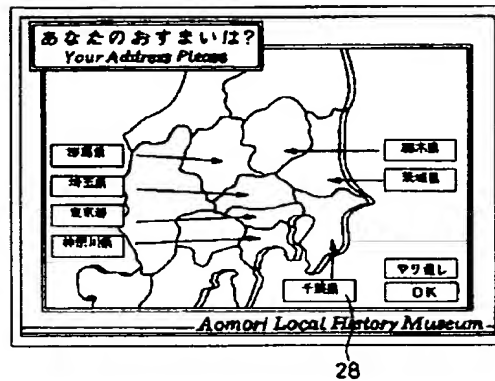 あなたのおすまいは？
Your Address Please
群馬県
埼玉県
東京都
神奈川県
栃木県
茨城県
千葉県
ヤリ直し
OK
Aomori Local History Museum
28